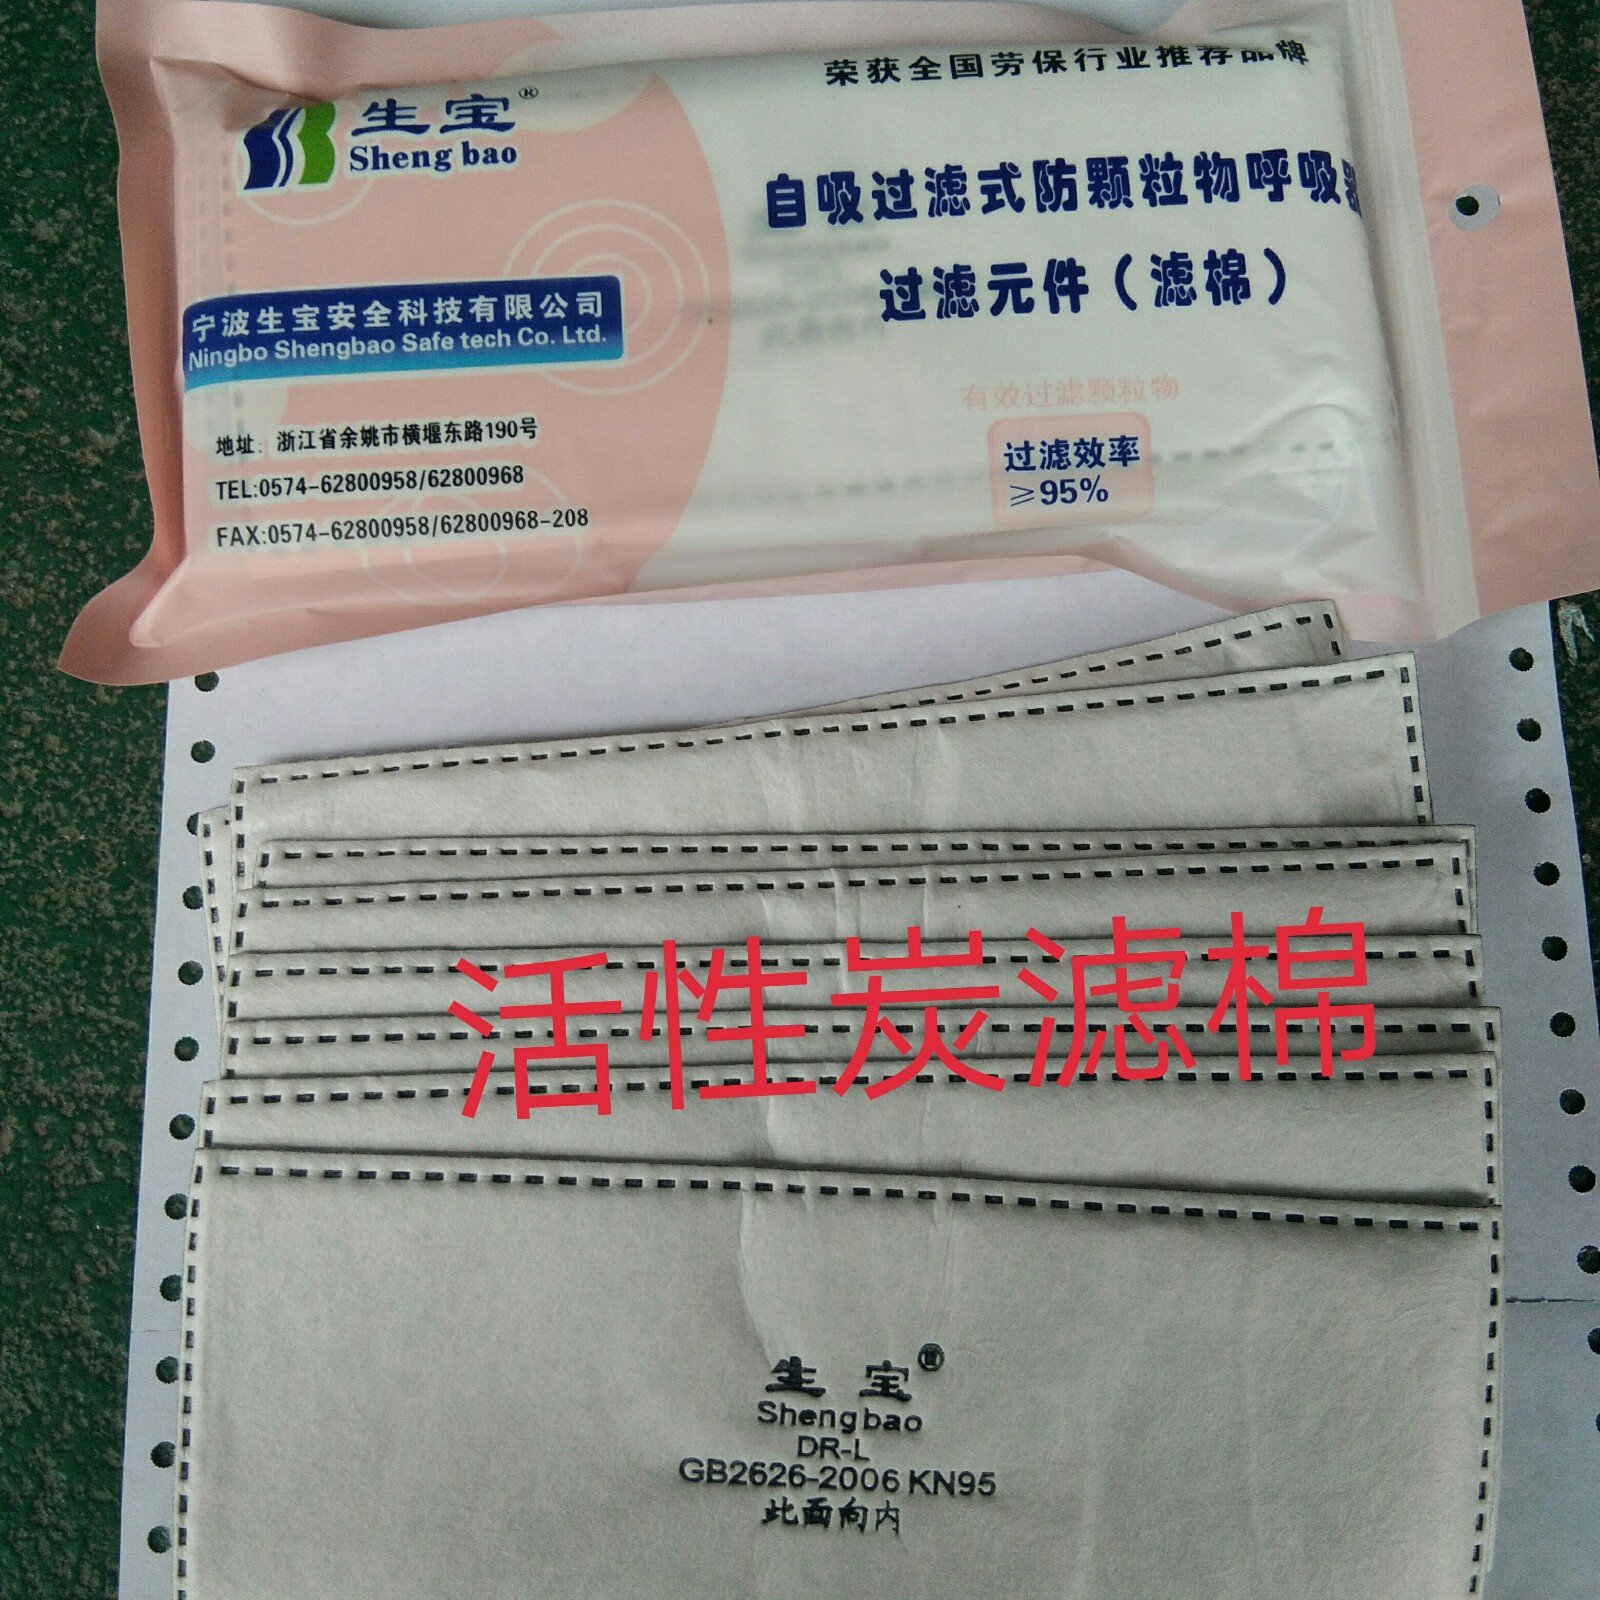 荣获全国劳保行业推荐品牌
生宝®
Sheng bao
自吸过滤式防颗粒物呼吸器
过滤元件(滤棉)
宁波生宝安全科技有限公司
Ningbo Shengbao Safe tech Co. Ltd.
有效过滤颗粒物
过滤效率
≥95%
地址:浙江省余姚市横堰东路190号
TEL:0574-62800958/62800968
FAX:0574-62800958/62800968-208
活性炭滤棉
生宝®
Shengbao
DR-L
GB2626-2006 KN95
此面向内